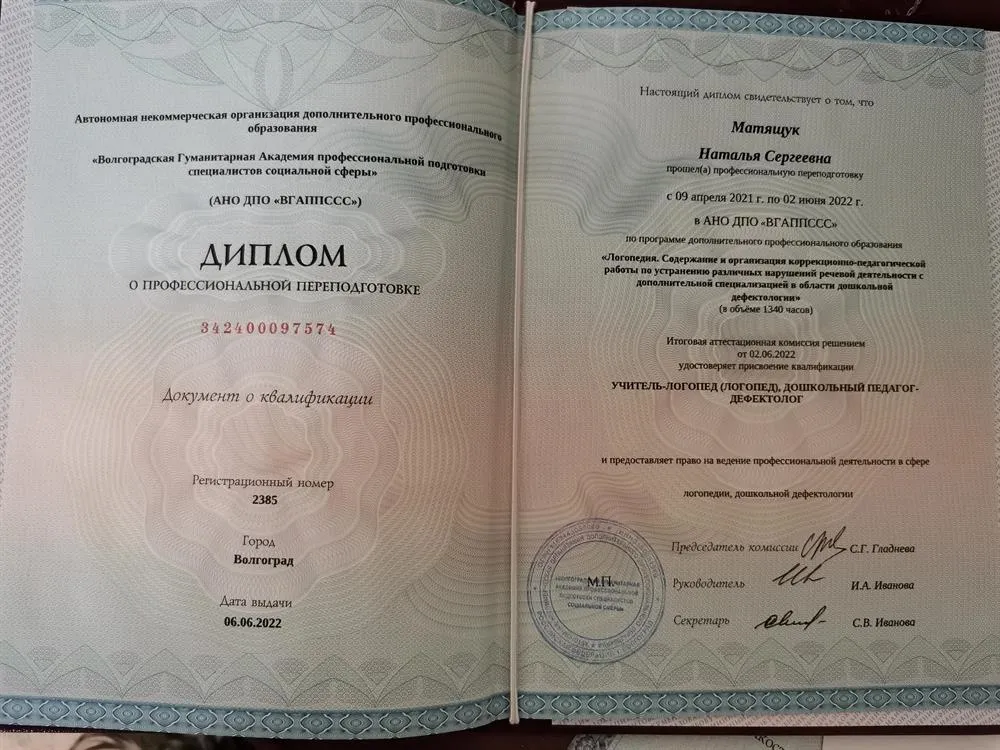 Автономная некоммерческая организация дополнительного профессионального
образования
«Волгоградская Гуманитарная Академия профессиональной подготовки
специалистов социальной сферы»
(АНО ДПО «ВГАППССС»)
ДИПЛОМ
О ПРОФЕССИОНАЛЬНОЙ ПЕРЕПОДГОТОВКЕ
342400097574
Документ о квалификации
Регистрационный номер
2385
Город
Волгоград
Дата выдачи
06.06.2022
Настоящий диплом свидетельствует о том, что
Матящук
Наталья Сергеевна
прошел(а) профессиональную переподготовку
с 09 апреля 2021 г. по 02 июня 2022 г.
в АНО ДПО «ВГАППССС»
по программе дополнительного профессионального образования
«Логопедия. Содержание и организация коррекционно-педагогической
работы по устранению различных нарушений речевой деятельности с
дополнительной специализацией в области дошкольной
дефектологии»
(в объёме 1340 часов)
Итоговая аттестационная комиссия решением
от 02.06.2022
удостоверяет присвоение квалификации
УЧИТЕЛЬ-ЛОГОПЕД (ЛОГОПЕД), ДОШКОЛЬНЫЙ ПЕДАГОГ-
ДЕФЕКТОЛОГ
и предоставляет право на ведение профессиональной деятельности в сфере
логопедии, дошкольной дефектологии
Председатель комиссии С.Г. Гладнева
Руководитель И.А. Иванова
М.П.
Секретарь С.В. Иванова